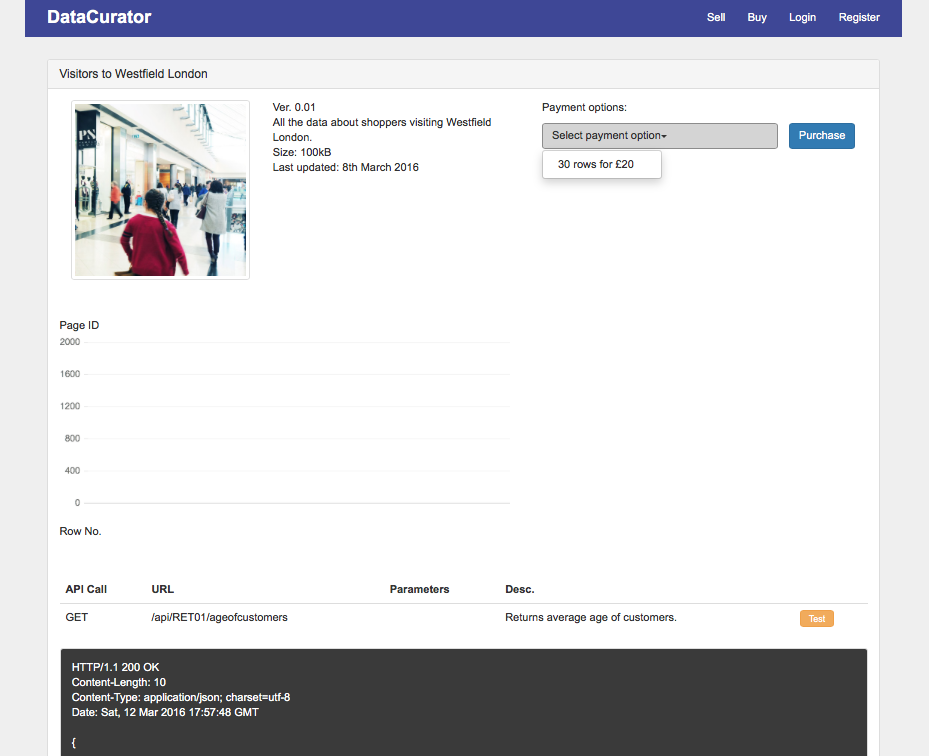 DataCurator
Sell Buy Login Register
Visitors to Westfield London
PN
Ver. 0.01
All the data about shoppers visiting Westfield
London.
Size: 100kB
Last updated: 8th March 2016
Payment options:
Select payment option
Purchase
30 rows for £20
Page ID
2000
1600
1200
800
400
0
Row No.
API Call URL Parameters Desc.
GET /api/RET01/ageofcustomers Returns average age of customers. Test
HTTP/1.1 200 OK
Content-Length: 10
Content-Type: application/json; charset=utf-8
Date: Sat, 12 Mar 2016 17:57:48 GMT
{